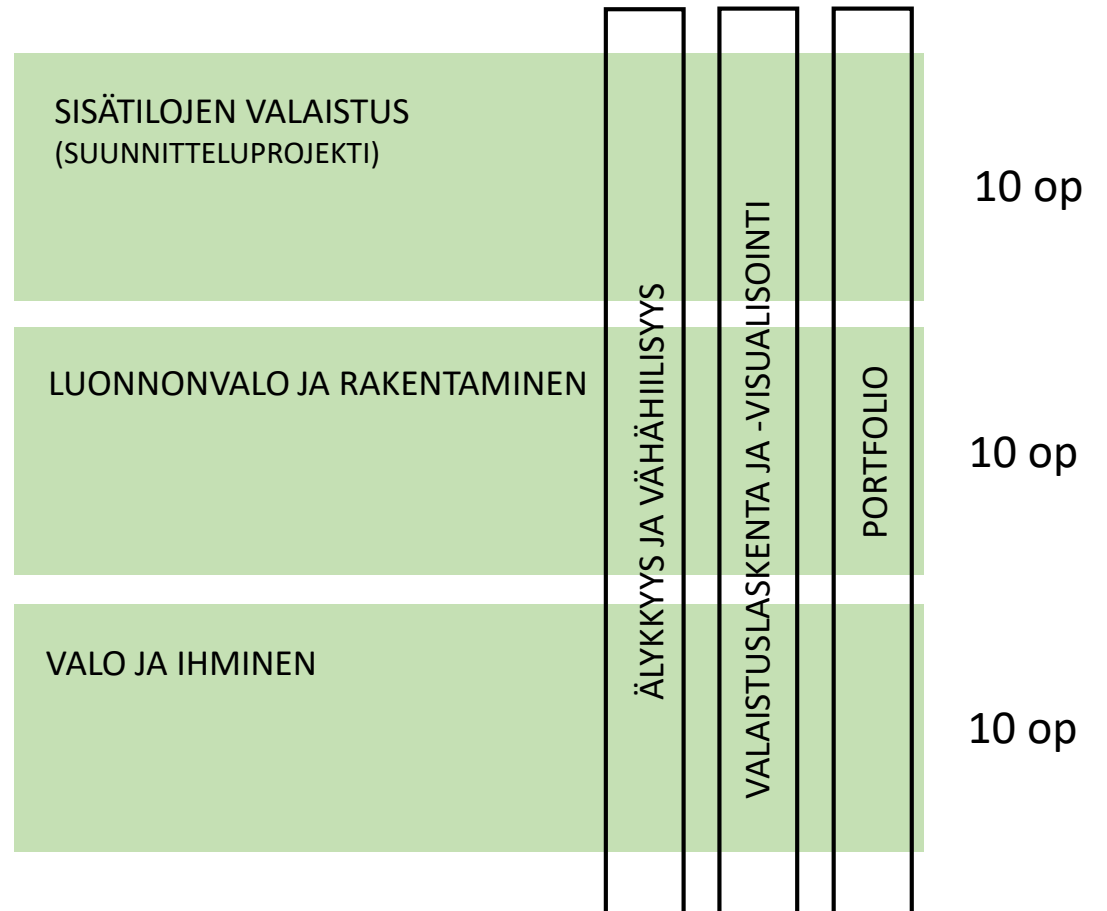 SISÄTILOJEN VALAISTUS
(SUUNNITTELUPROJEKTI)
10 op
LUONNONVALO JA RAKENTAMINEN
10 op
VALO JA IHMINEN
10 op
ÄLYKKYYS JA VÄHÄHIILISYYS
VALAISTUSLASKENTA JA -VISUALISOINTI
PORTFOLIO